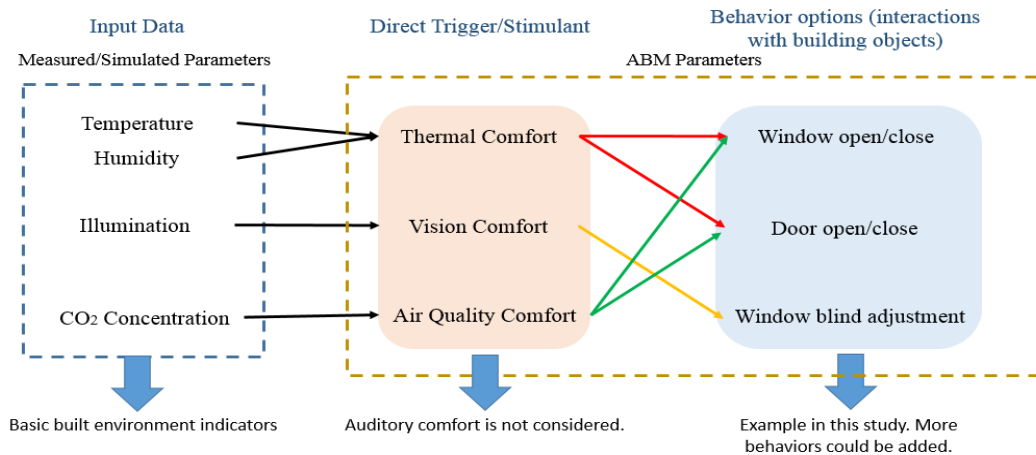 Input Data
Direct Trigger/Stimulant
Behavior options (interactions
with building objects)
Measured/Simulated Parameters
ABM Parameters
Temperature
Humidity
Illumination
CO₂ Concentration
Thermal Comfort
Vision Comfort
Air Quality Comfort
Window open/close
Door open/close
Window blind adjustment
Basic built environment indicators
Auditory comfort is not considered.
Example in this study. More
behaviors could be added.